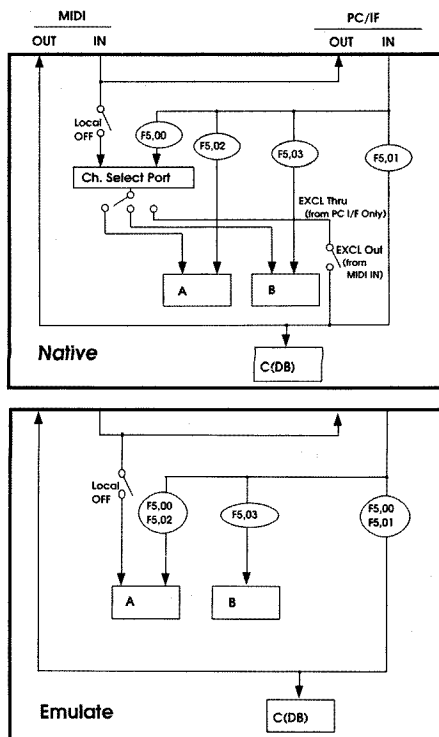 MIDI
PC/IF
OUT
IN
OUT
IN
Local
OFF
F5,00
F5,02
F5,03
F5,01
Ch. Select Port
EXCL Thru
(from PC I/F Only)
EXCL Out
(from
MIDI IN)
A
B
Native
C(DB)
Local
OFF
F5,00
F5,02
F5,03
F5,00
F5,01
A
B
Emulate
C(DB)